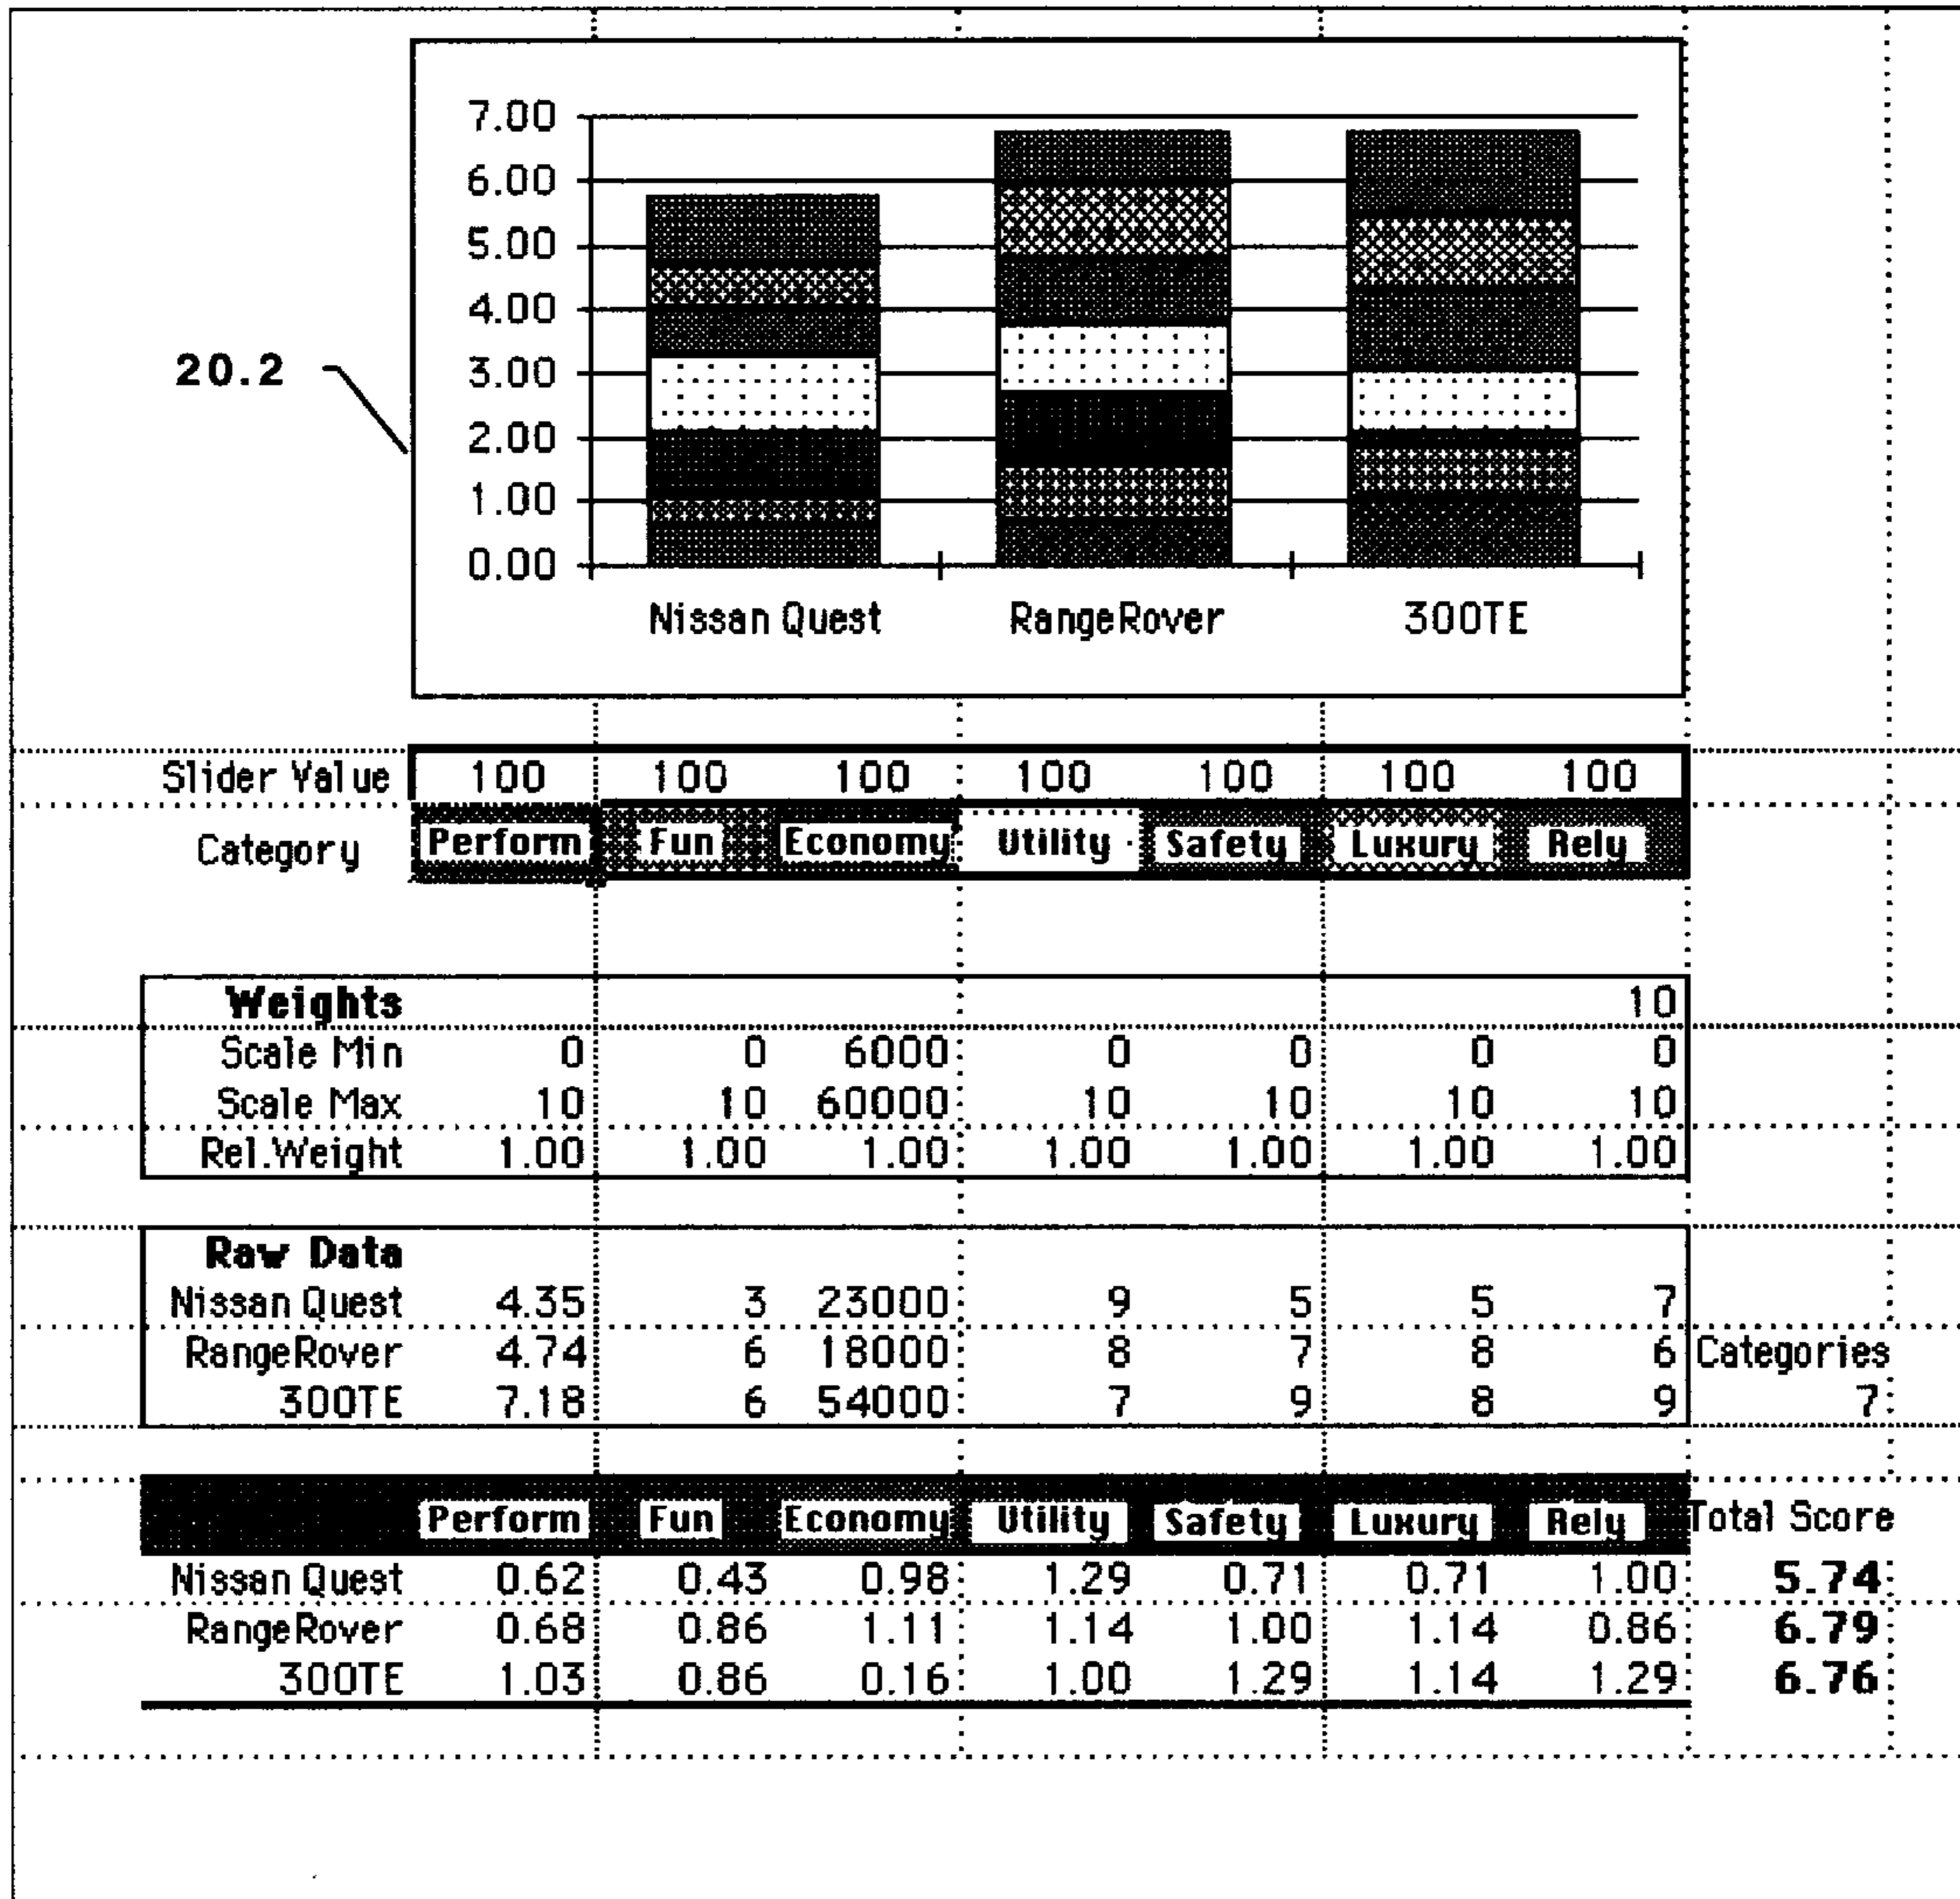 7.00
6.00
5.00
4.00
20.2
3.00
2.00
1.00
0.00
Nissan Quest RangeRover 300TE
Slider Value 100 100 100 100 100 100 100
Category Perform Fun Economy Utility Safety Luxury Rely
Weights 10
Scale Min 0 0 6000 0 0 0 0
Scale Max 10 10 60000 10 10 10 10
Rel.Weight 1.00 1.00 1.00 1.00 1.00 1.00 1.00
Raw Data
Nissan Quest 4.35 3 23000 9 5 5 7
RangeRover 4.74 6 18000 8 7 8 6 Categories
300TE 7.18 6 54000 7 9 8 9 7
Perform Fun Economy Utility Safety Luxury Rely Total Score
Nissan Quest 0.62 0.43 0.98 1.29 0.71 0.71 1.00 5.74
RangeRover 0.68 0.86 1.11 1.14 1.00 1.14 0.86 6.79
300TE 1.03 0.86 0.16 1.00 1.29 1.14 1.29 6.76